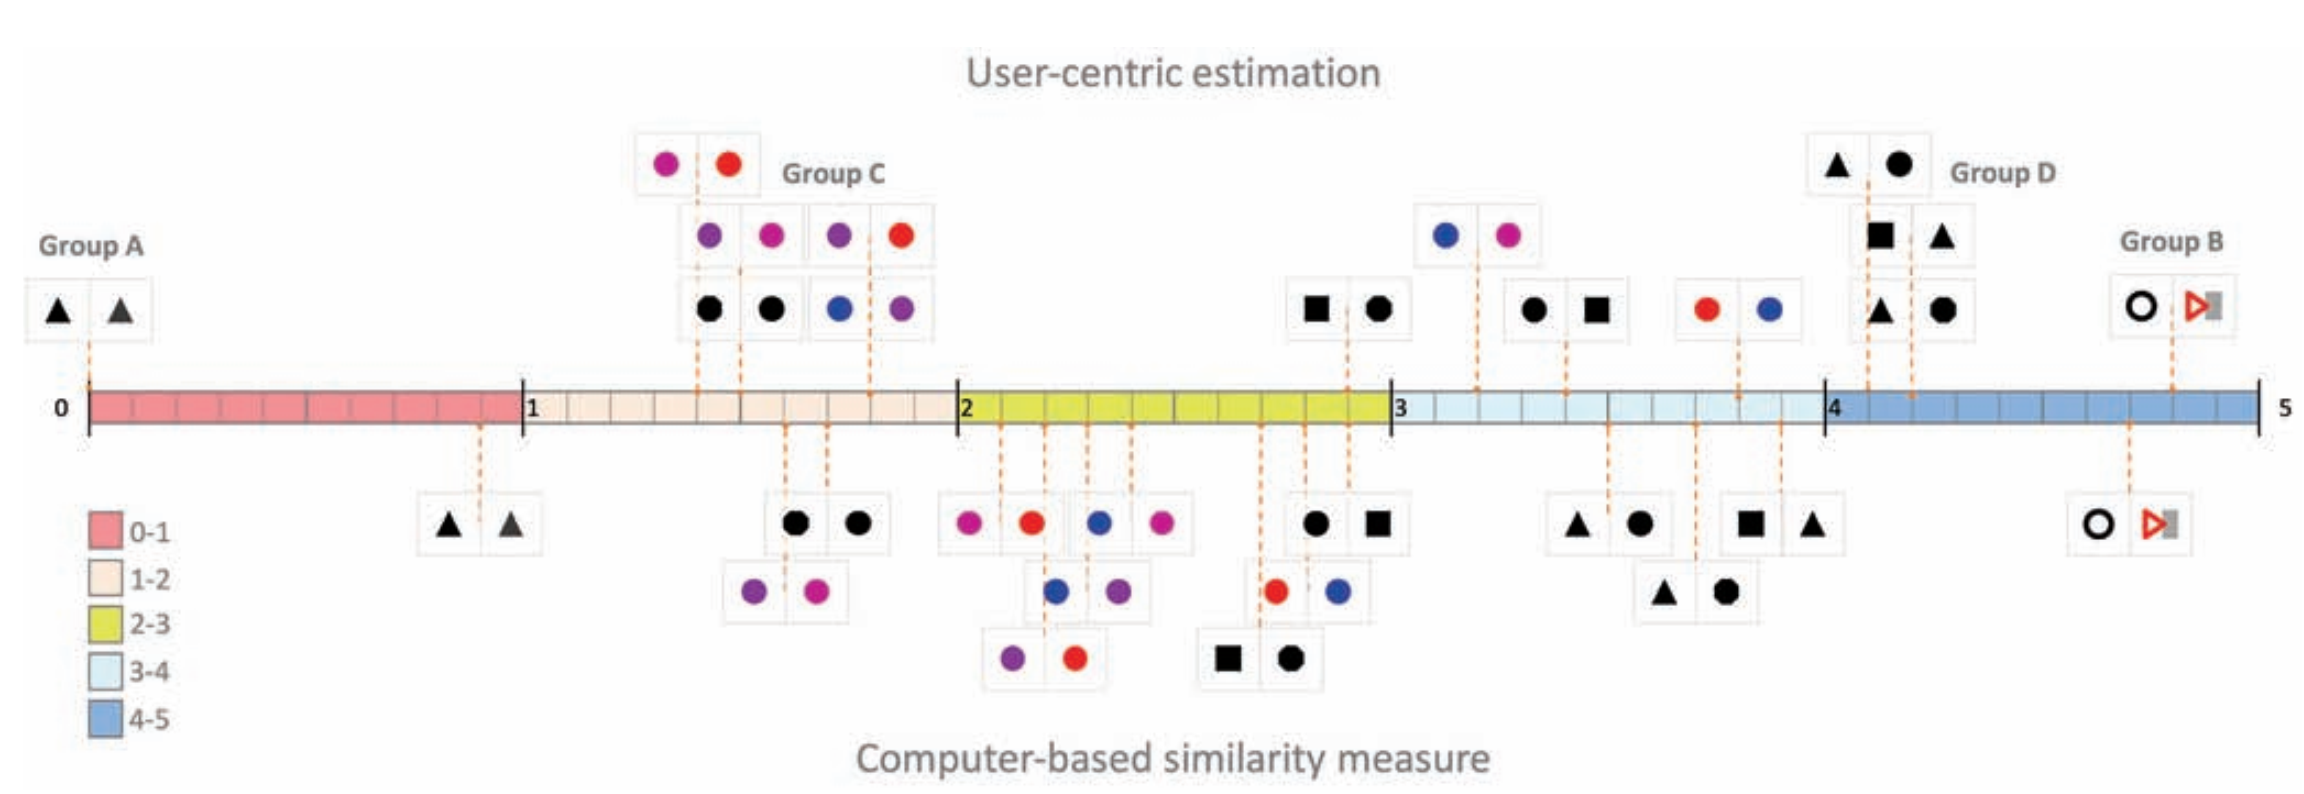 User-centric estimation
Group C
Group D
Group A
Group B
0 1 2 3 4 5
0-1
1-2
2-3
3-4
4-5
Computer-based similarity measure